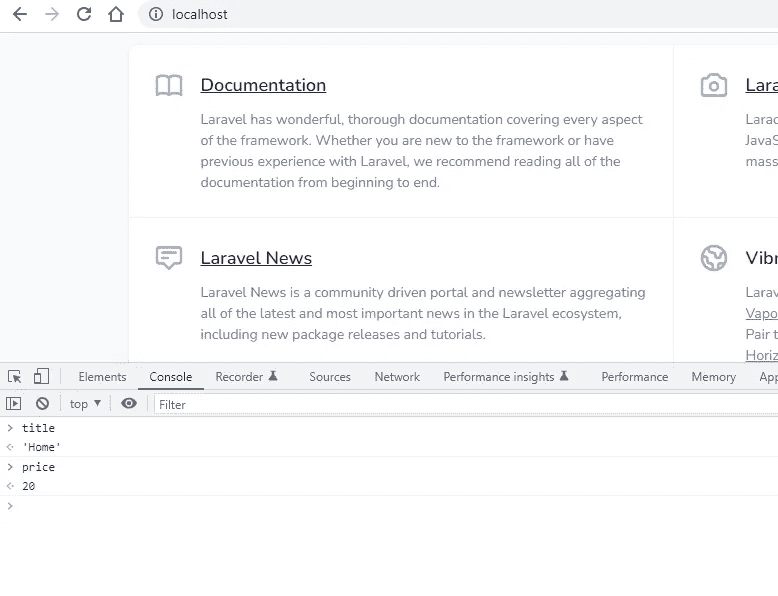 localhost
Documentation
Laravel has wonderful, thorough documentation covering every aspect
of the framework. Whether you are new to the framework or have
previous experience with Laravel, we recommend reading all of the
documentation from beginning to end.
Lara
Larac
JavaS
mass
Laravel News
Laravel News is a community driven portal and newsletter aggregating
all of the latest and most important news in the Laravel ecosystem,
including new package releases and tutorials.
Vibr
Larav
Vapo
Pair t
Horiz
Elements Console Recorder Sources Network Performance insights Performance Memory App
top Filter
title
'Home'
price
20